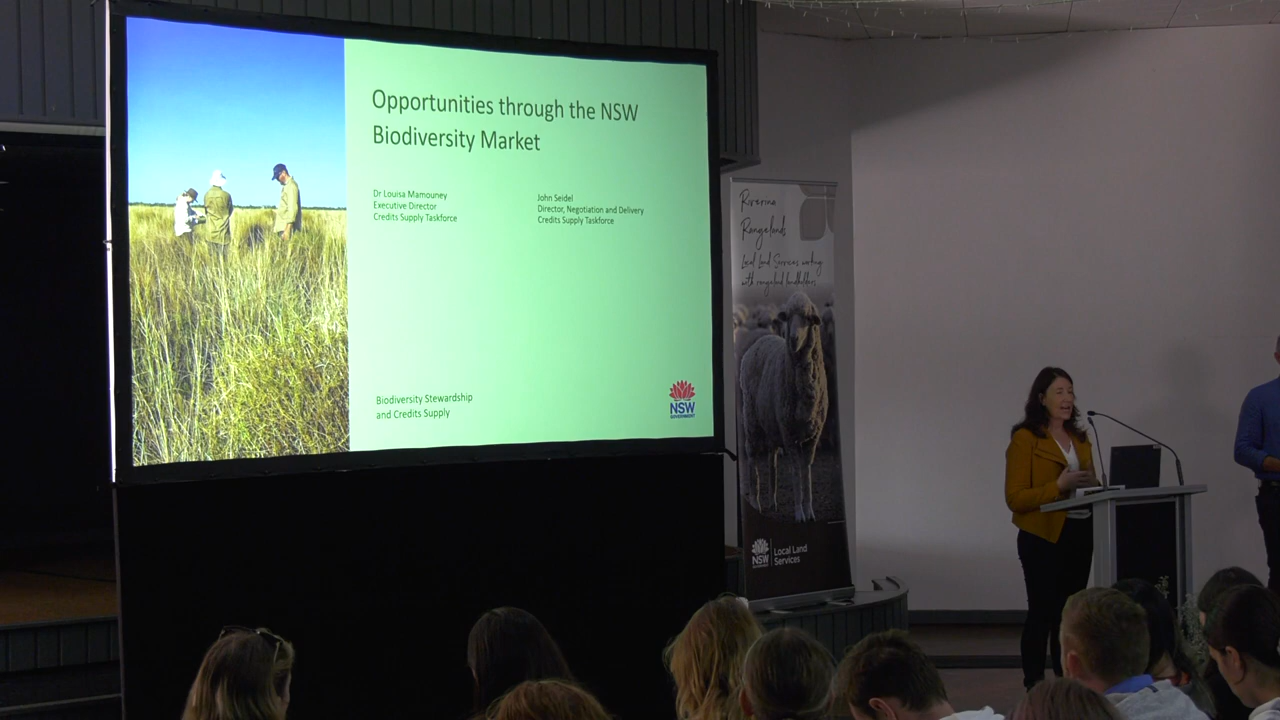 Opportunities through the NSW
Biodiversity Market
Dr Louisa Mamouney
Executive Director
Credits Supply Taskforce
John Seidel
Director, Negotiation and Delivery
Credits Supply Taskforce
Biodiversity Stewardship
and Credits Supply
NSW
GOVERNMENT
Riverina
Rangelands
Local Land Services working
with rangeland landholders
NSW
Local Land
Services